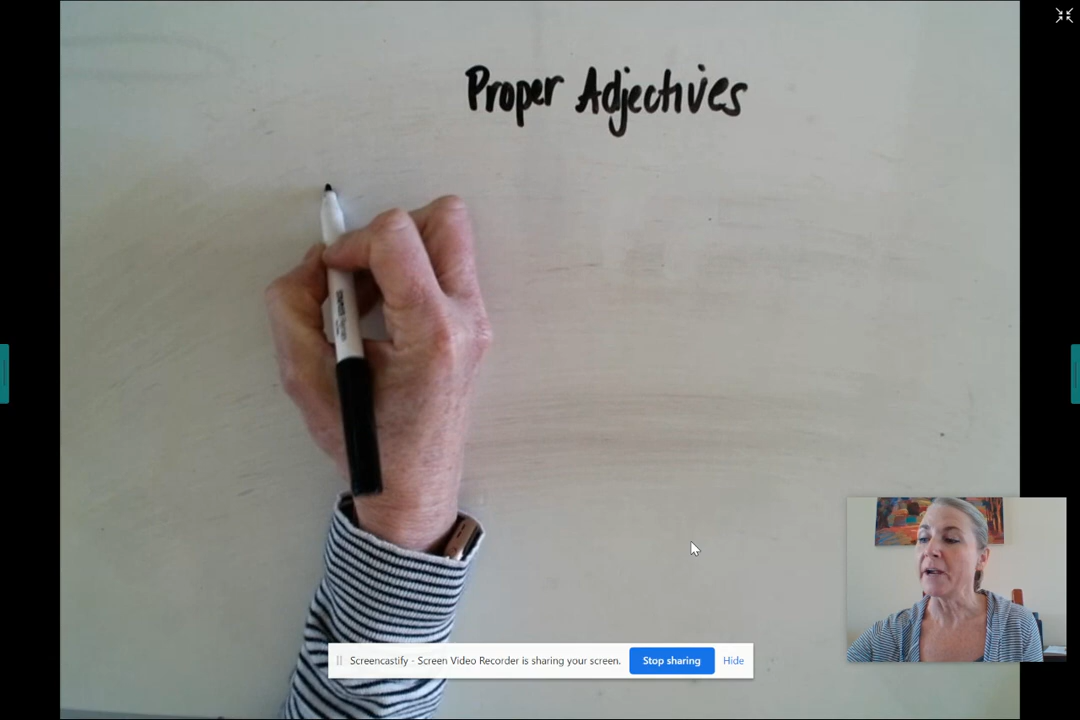 Proper Adjectives
Screencastify - Screen Video Recorder is sharing your screen.
Stop sharing
Hide